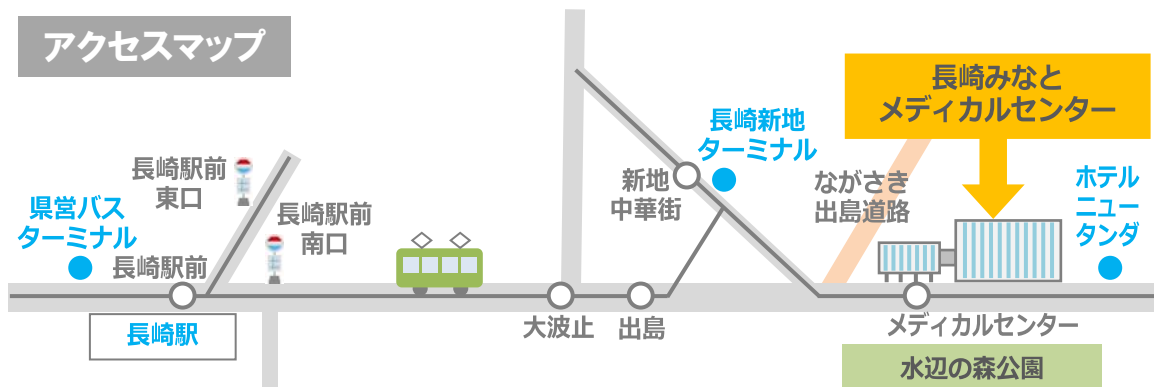 アクセスマップ
長崎駅前
東口
長崎駅前
南口
県営バス
ターミナル
長崎駅前
長崎駅
大波止
出島
新地
中華街
長崎新地
ターミナル
ながさき
出島道路
長崎みなと
メディカルセンター
ホテル
ニュー
タンダ
メディカルセンター
水辺の森公園